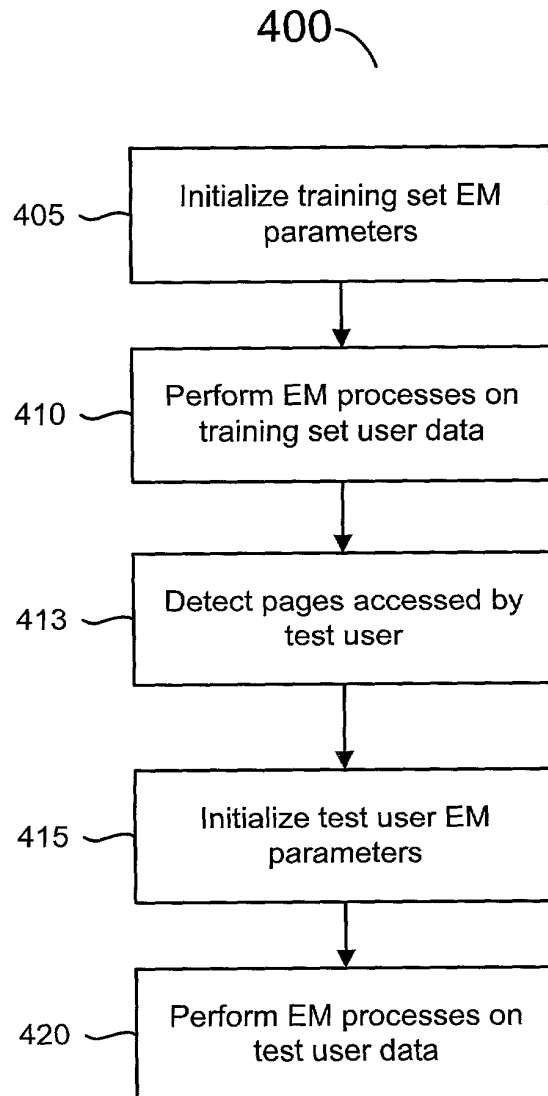 400
405
Initialize training set EM
parameters
410
Perform EM processes on
training set user data
413
Detect pages accessed by
test user
415
Initialize test user EM
parameters
420
Perform EM processes on
test user data